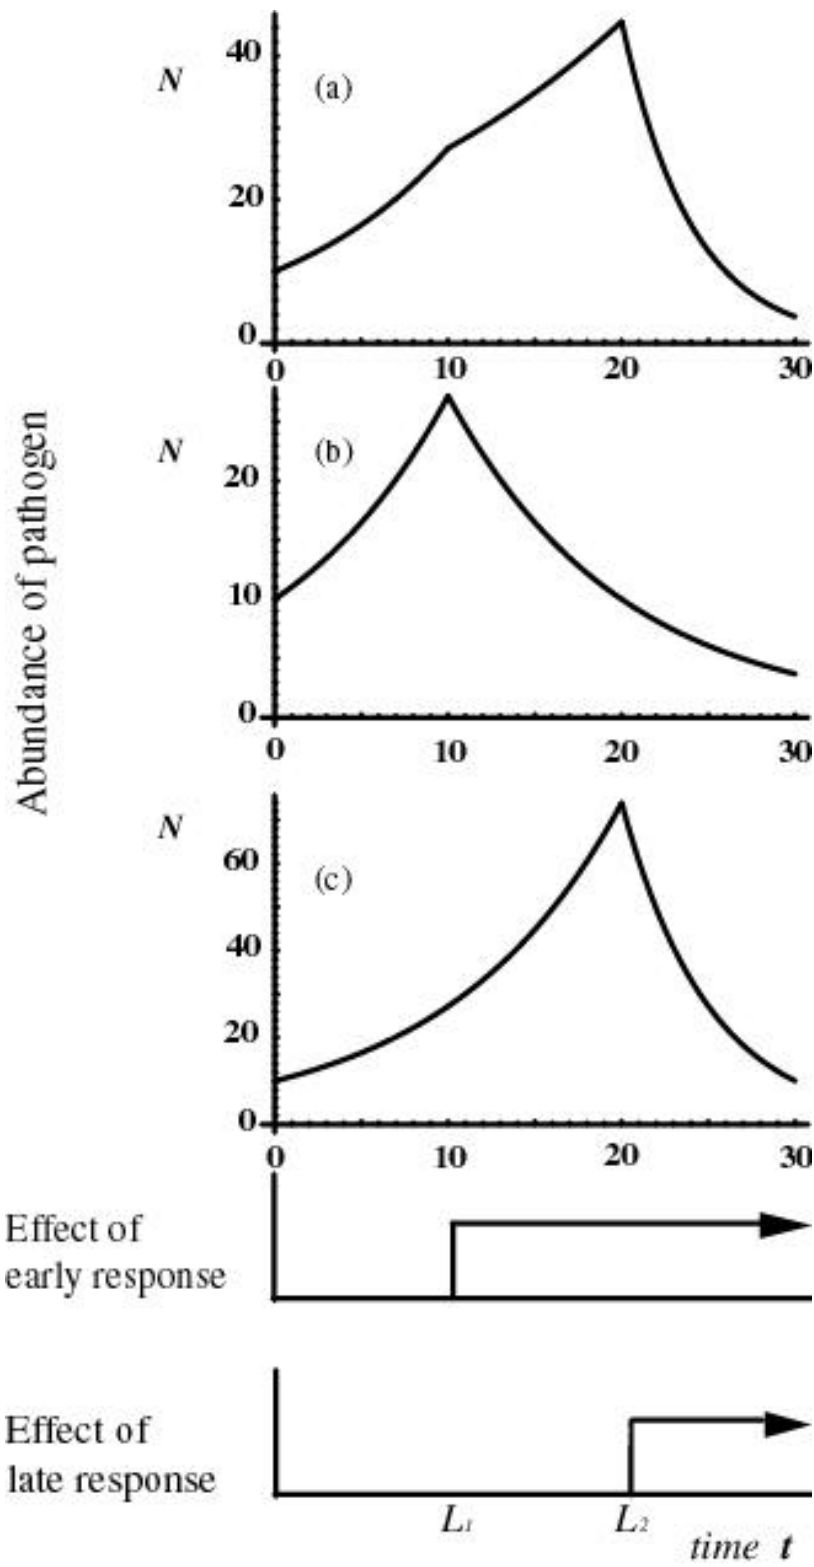 40
N
(a)
20
0
0 10 20 30
N
(b)
20
10
0
0 10 20 30
Abundance of pathogen
N
(c)
60
40
20
0
0 10 20 30
Effect of
early response
Effect of
late response
L₁ L₂
time t